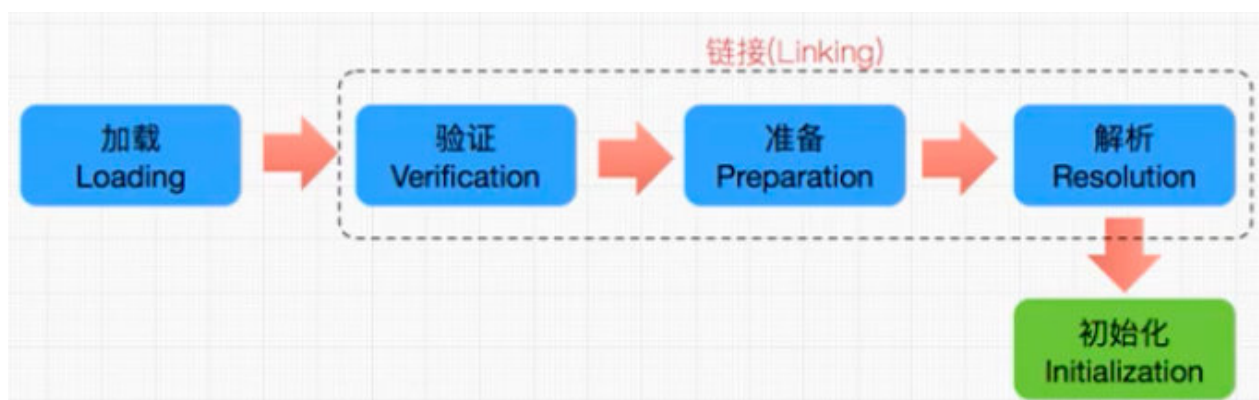 链接(Linking)
加载
Loading
验证
Verification
准备
Preparation
解析
Resolution
初始化
Initialization